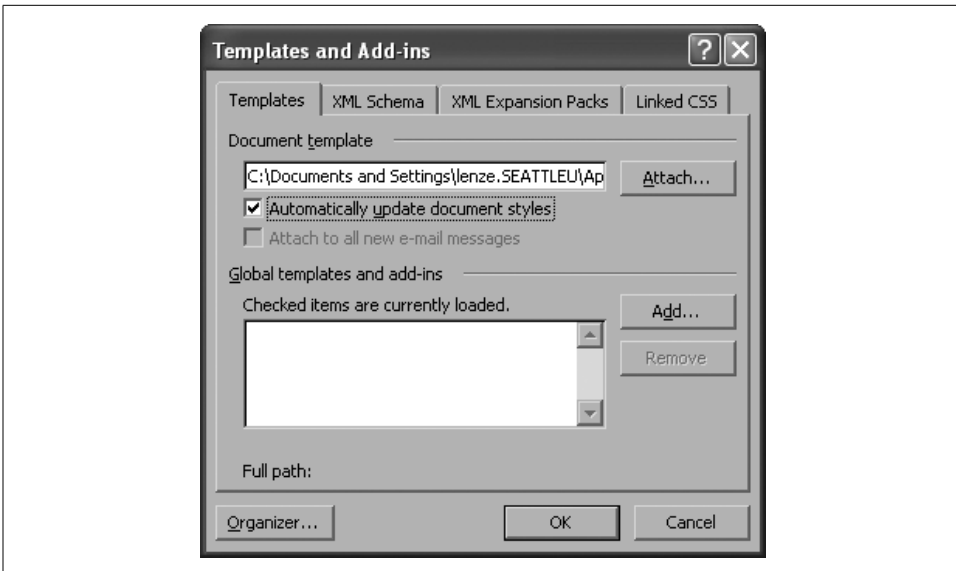 Templates and Add-ins
Templates XML Schema XML Expansion Packs Linked CSS
Document template
C:\Documents and Settings\lenze.SEATTLEU\Ap
Attach...
Automatically update document styles
Attach to all new e-mail messages
Global templates and add-ins
Checked items are currently loaded.
Add...
Remove
Full path:
Organizer... OK Cancel